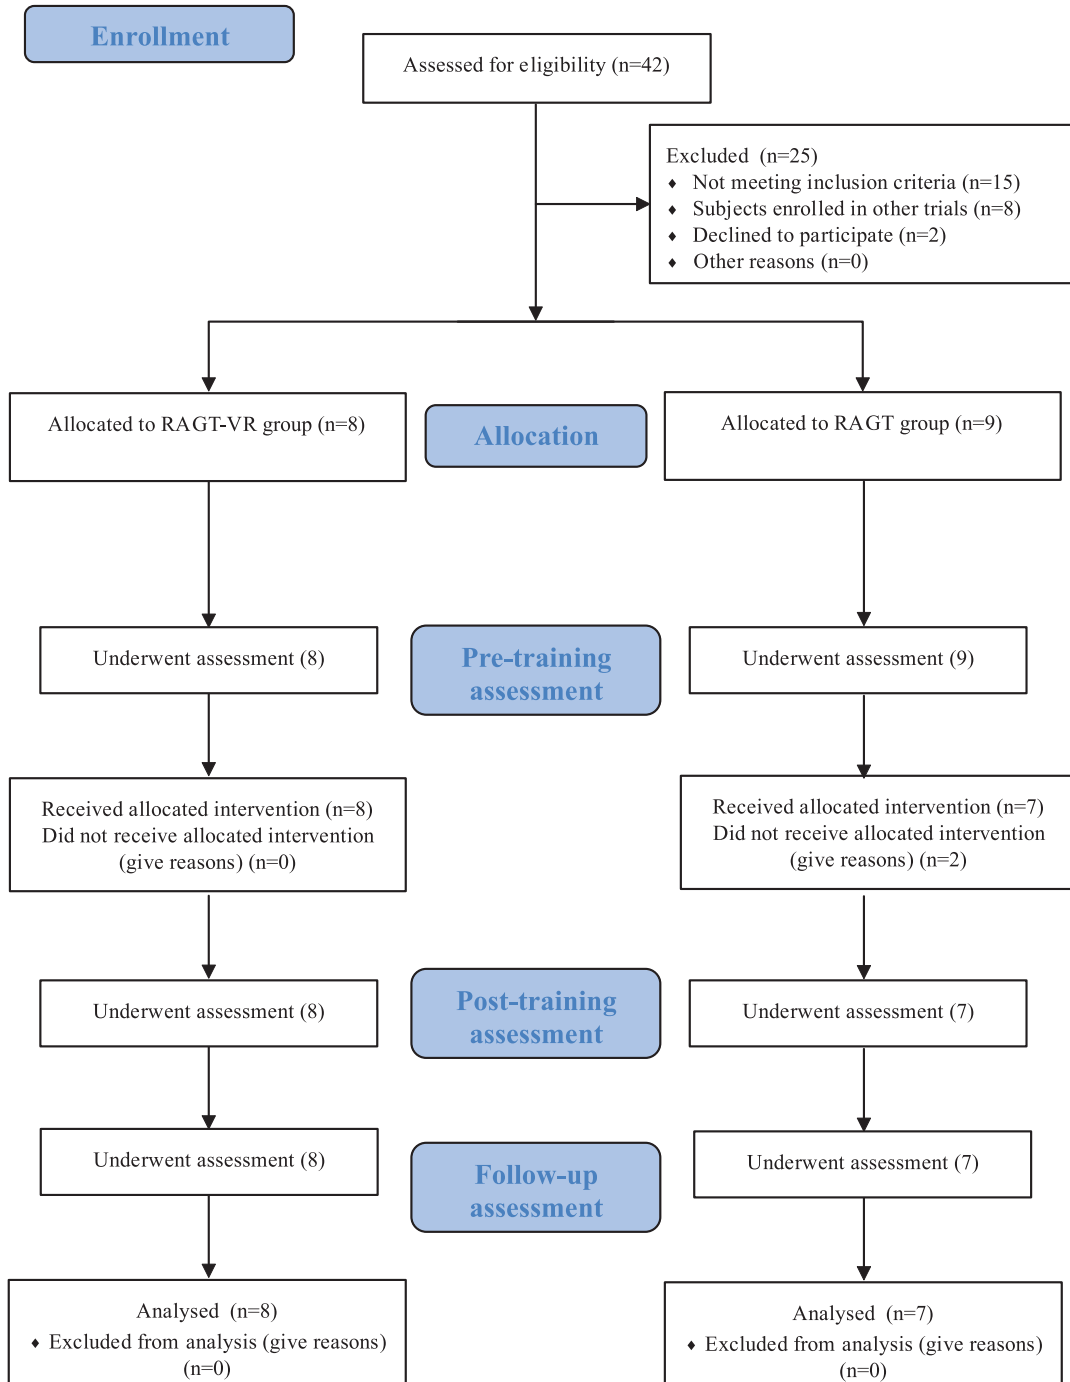 Enrollment
Assessed for eligibility (n=42)
Excluded (n=25)
♦ Not meeting inclusion criteria (n=15)
♦ Subjects enrolled in other trials (n=8)
♦ Declined to participate (n=2)
♦ Other reasons (n=0)
Allocated to RAGT-VR group (n=8)
Allocation
Allocated to RAGT group (n=9)
Underwent assessment (8)
Pre-training
assessment
Underwent assessment (9)
Received allocated intervention (n=8)
Did not receive allocated intervention
(give reasons) (n=0)
Received allocated intervention (n=7)
Did not receive allocated intervention
(give reasons) (n=2)
Underwent assessment (8)
Post-training
assessment
Underwent assessment (7)
Underwent assessment (8)
Follow-up
assessment
Underwent assessment (7)
Analysed (n=8)
♦ Excluded from analysis (give reasons)
(n=0)
Analysed (n=7)
♦ Excluded from analysis (give reasons)
(n=0)